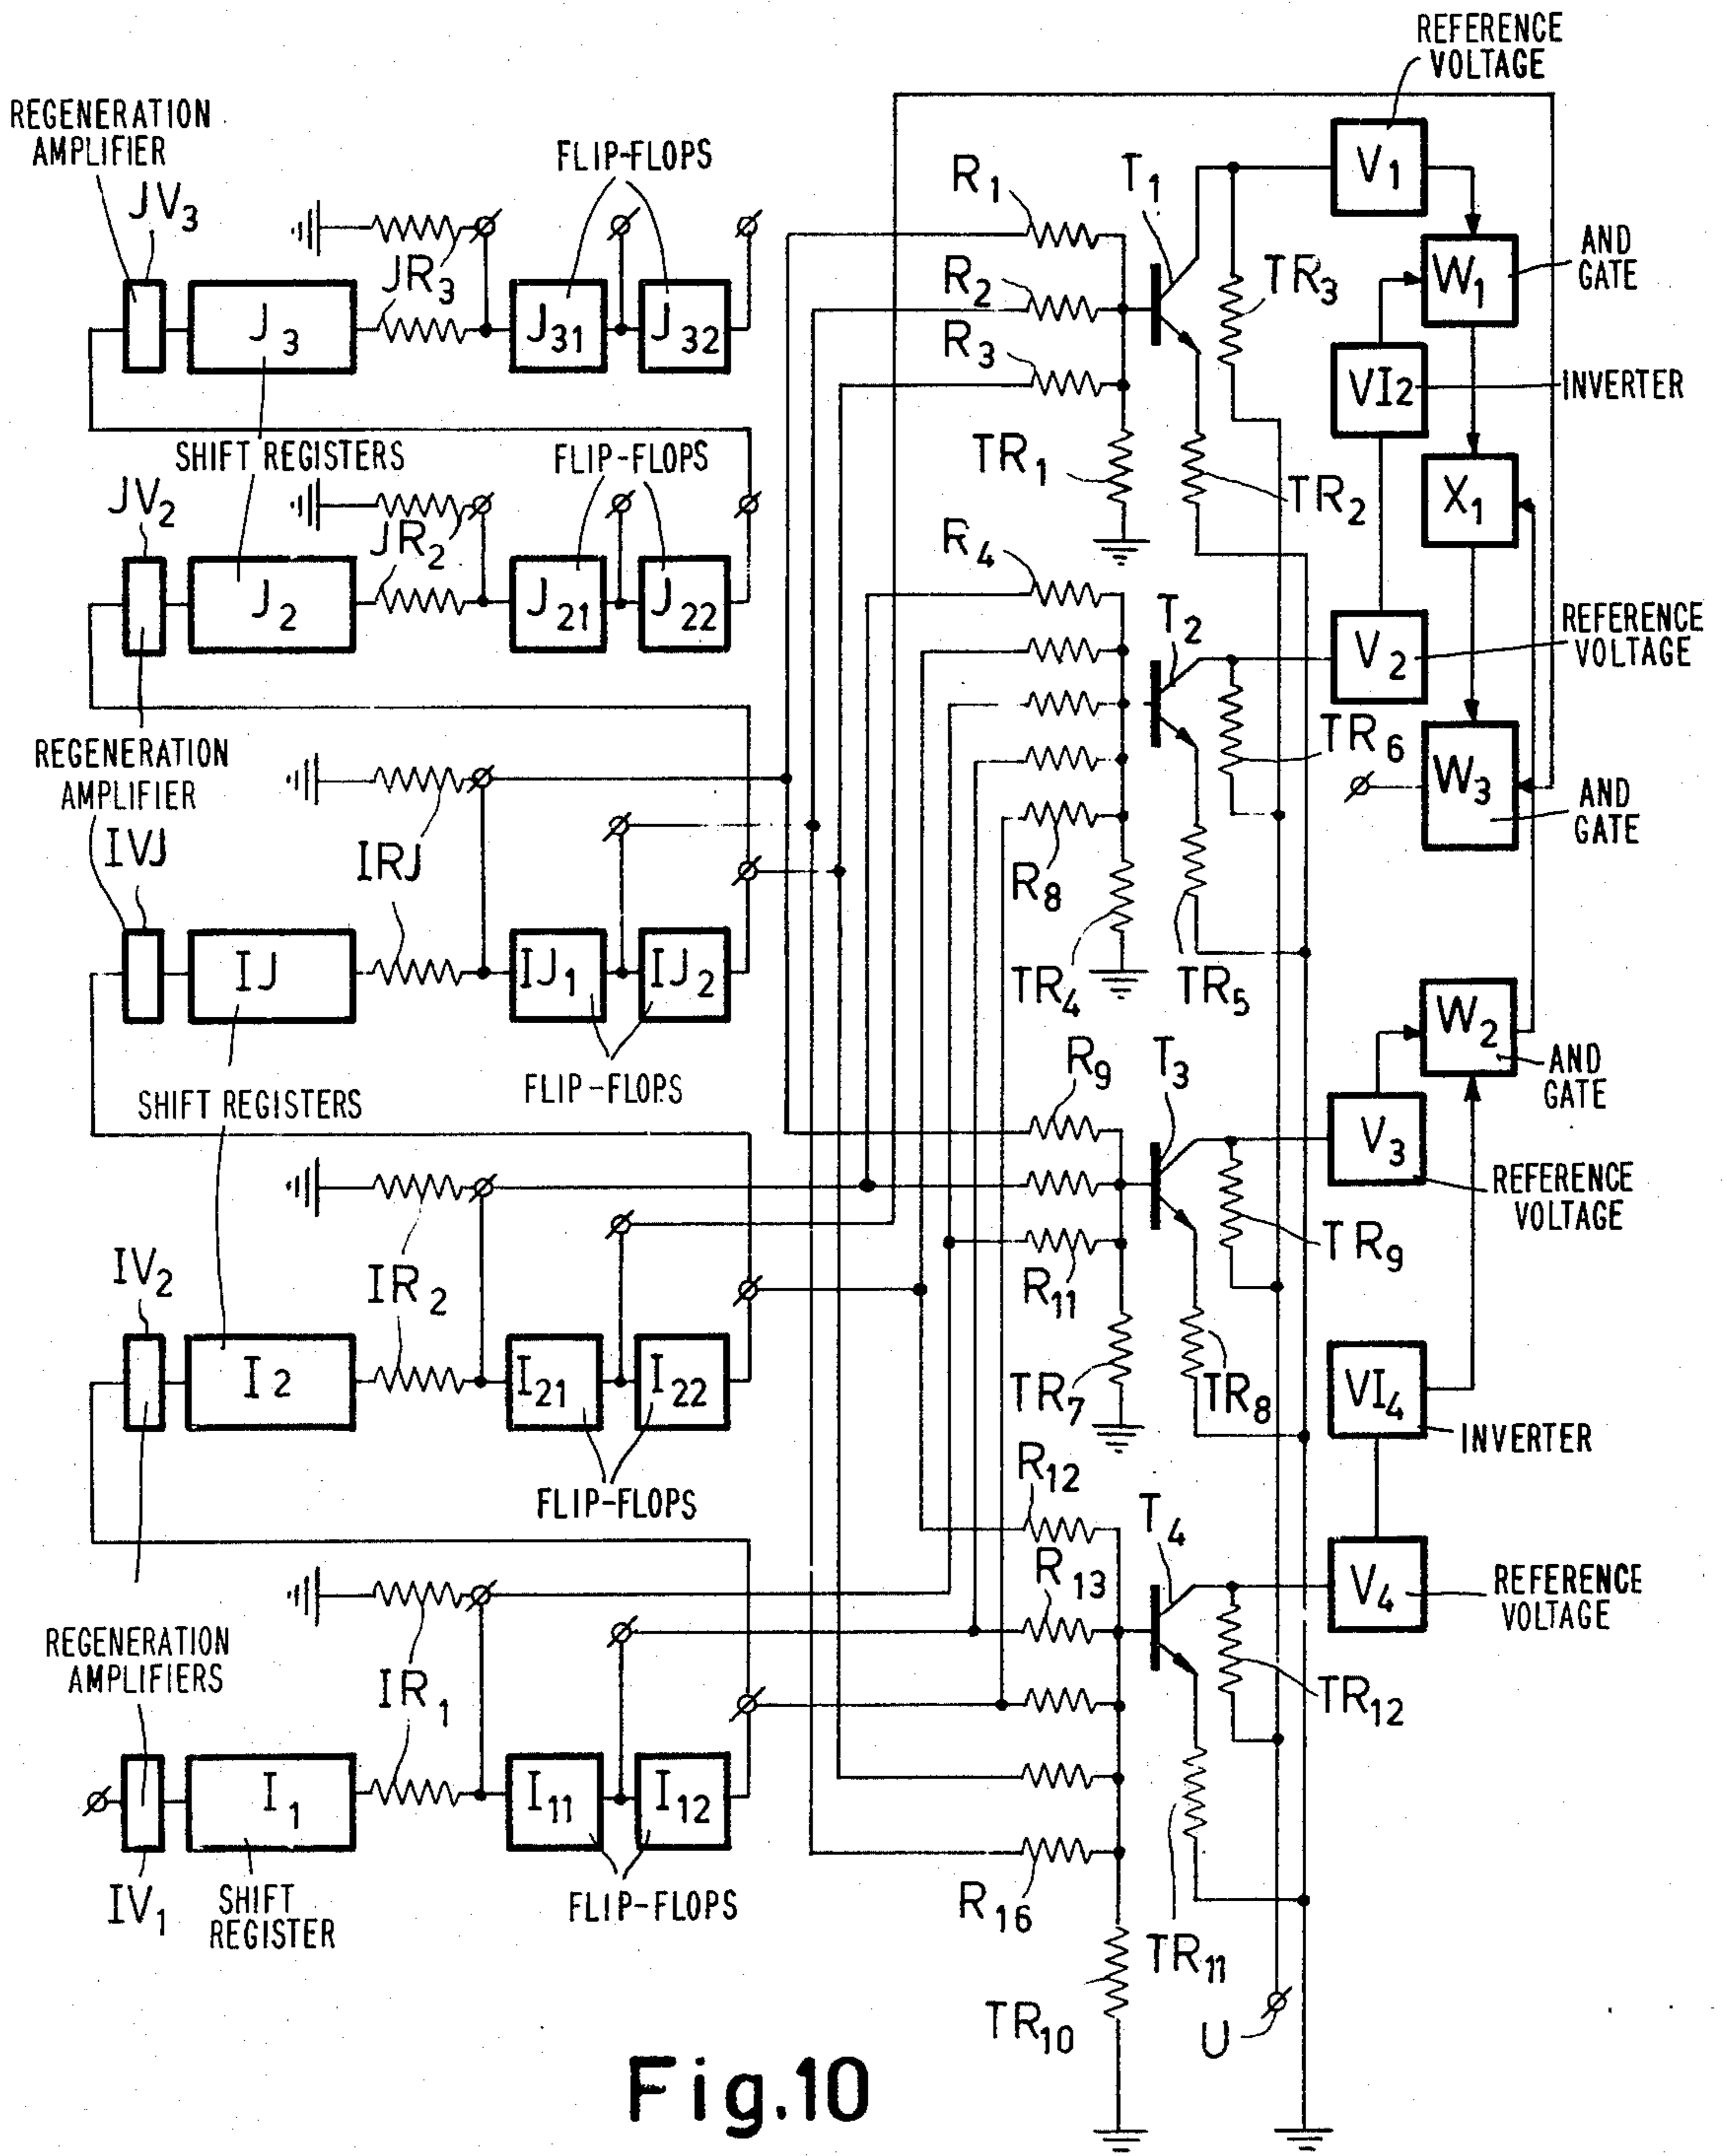 REFERENCE
VOLTAGE
REGENERATION
AMPLIFIER
JV3
FLIP-FLOPS
R1
T1
V1
AND
GATE
W1
JR3
J3
J31
J32
R2
TR3
R3
VI2
INVERTER
SHIFT REGISTERS
FLIP-FLOPS
TR1
TR2
X1
JV2
JR2
J2
J21
J22
R4
T2
V2
REFERENCE
VOLTAGE
REGENERATION
AMPLIFIER
IVJ
IRJ
TR6
W3
AND
GATE
R8
IJ
IJ1
IJ2
TR4
TR5
W2
AND
GATE
FLIP-FLOPS
SHIFT REGISTERS
R9
T3
V3
REFERENCE
VOLTAGE
IV2
IR2
R11
TR9
I2
I21
I22
TR7
TR8
VI4
INVERTER
FLIP-FLOPS
R12
T4
R13
V4
REFERENCE
VOLTAGE
REGENERATION
AMPLIFIERS
IR1
TR12
I1
I11
I12
IV1
SHIFT
REGISTER
FLIP-FLOPS
R16
TR11
TR10
U
Fig.10